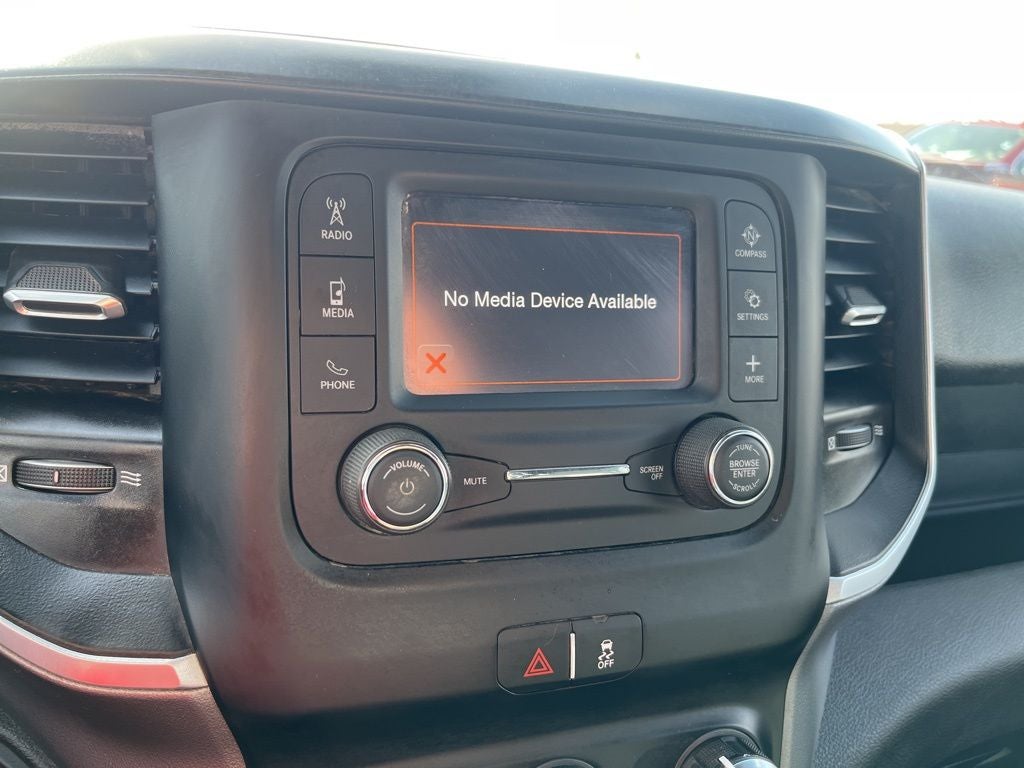 RADIO
MEDIA
PHONE
No Media Device Available
N
COMPASS
SETTINGS
MORE
VOLUME
MUTE
SCREEN
OFF
TUNE
BROWSE
ENTER
SCROLL
OFF